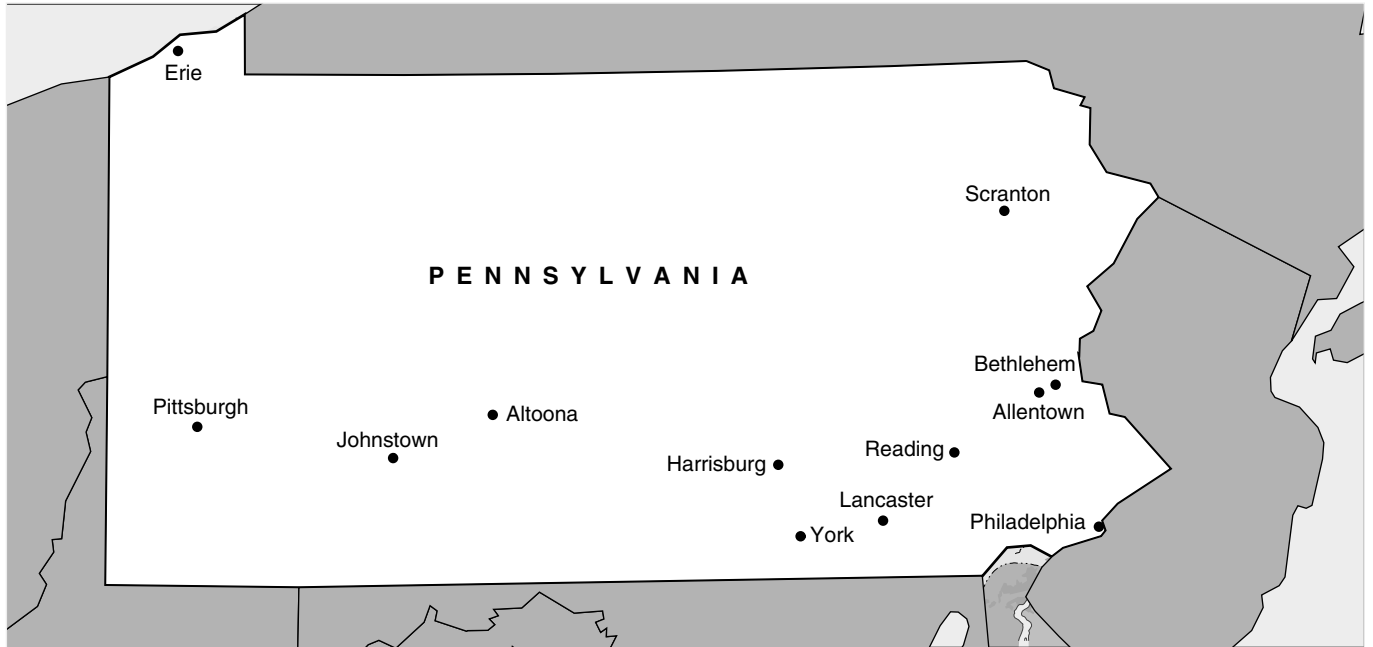 Erie
Scranton
PENNSYLVANIA
Bethlehem
Pittsburgh
Altoona
Allentown
Johnstown
Reading
Harrisburg
Lancaster
Philadelphia
York